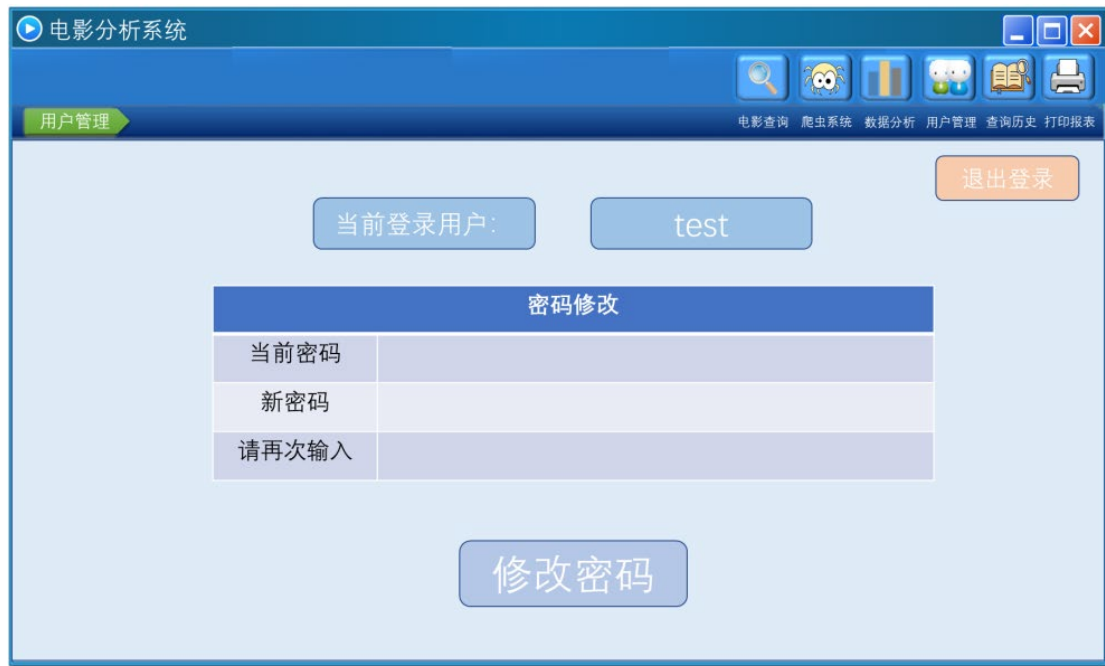 电影分析系统
电影查询 爬虫系统 数据分析 用户管理 查询历史 打印报表
用户管理
退出登录
当前登录用户: test
密码修改
当前密码
新密码
请再次输入
修改密码